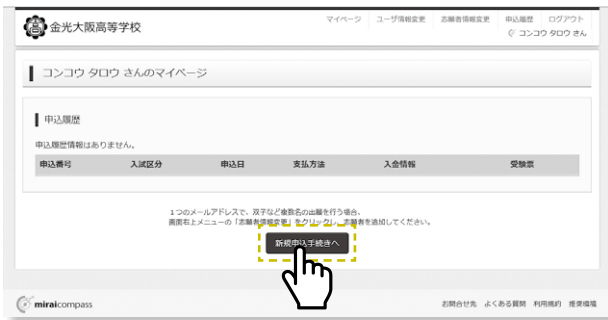 金光大阪高等学校
マイページ ユーザ情報変更 志願者情報変更 申込履歴 ログアウト
コンコウ タロウ さん
コンコウ タロウ さんのマイページ
申込履歴
申込履歴情報はありません。
申込番号 入試区分 申込日 支払方法 入金情報 受験票
1つのメールアドレスで、双子など複数名の出願を行う場合、
画面右上メニューの「志願者情報変更」をクリックし、志願者を追加してください。
新規申込手続きへ
miraicompass
お問合せ先 よくある質問 利用規約 推奨環境